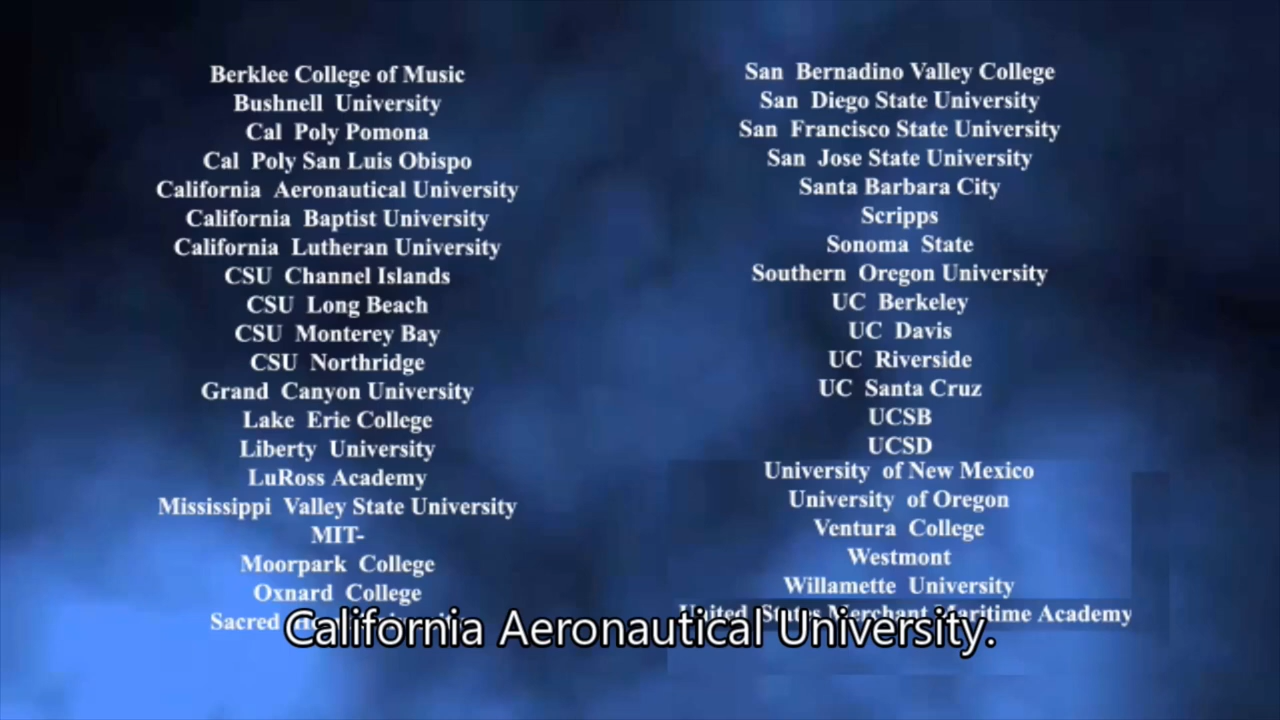 Berklee College of Music
Bushnell University
Cal Poly Pomona
Cal Poly San Luis Obispo
California Aeronautical University
California Baptist University
California Lutheran University
CSU Channel Islands
CSU Long Beach
CSU Monterey Bay
CSU Northridge
Grand Canyon University
Lake Erie College
Liberty University
LuRoss Academy
Mississippi Valley State University
MIT-
Moorpark College
Oxnard College
Sacred
San Bernadino Valley College
San Diego State University
San Francisco State University
San Jose State University
Santa Barbara City
Scripps
Sonoma State
Southern Oregon University
UC Berkeley
UC Davis
UC Riverside
UC Santa Cruz
UCSB
UCSD
University of New Mexico
University of Oregon
Ventura College
Westmont
Willamette University
United States Merchant Maritime Academy
California Aeronautical University.